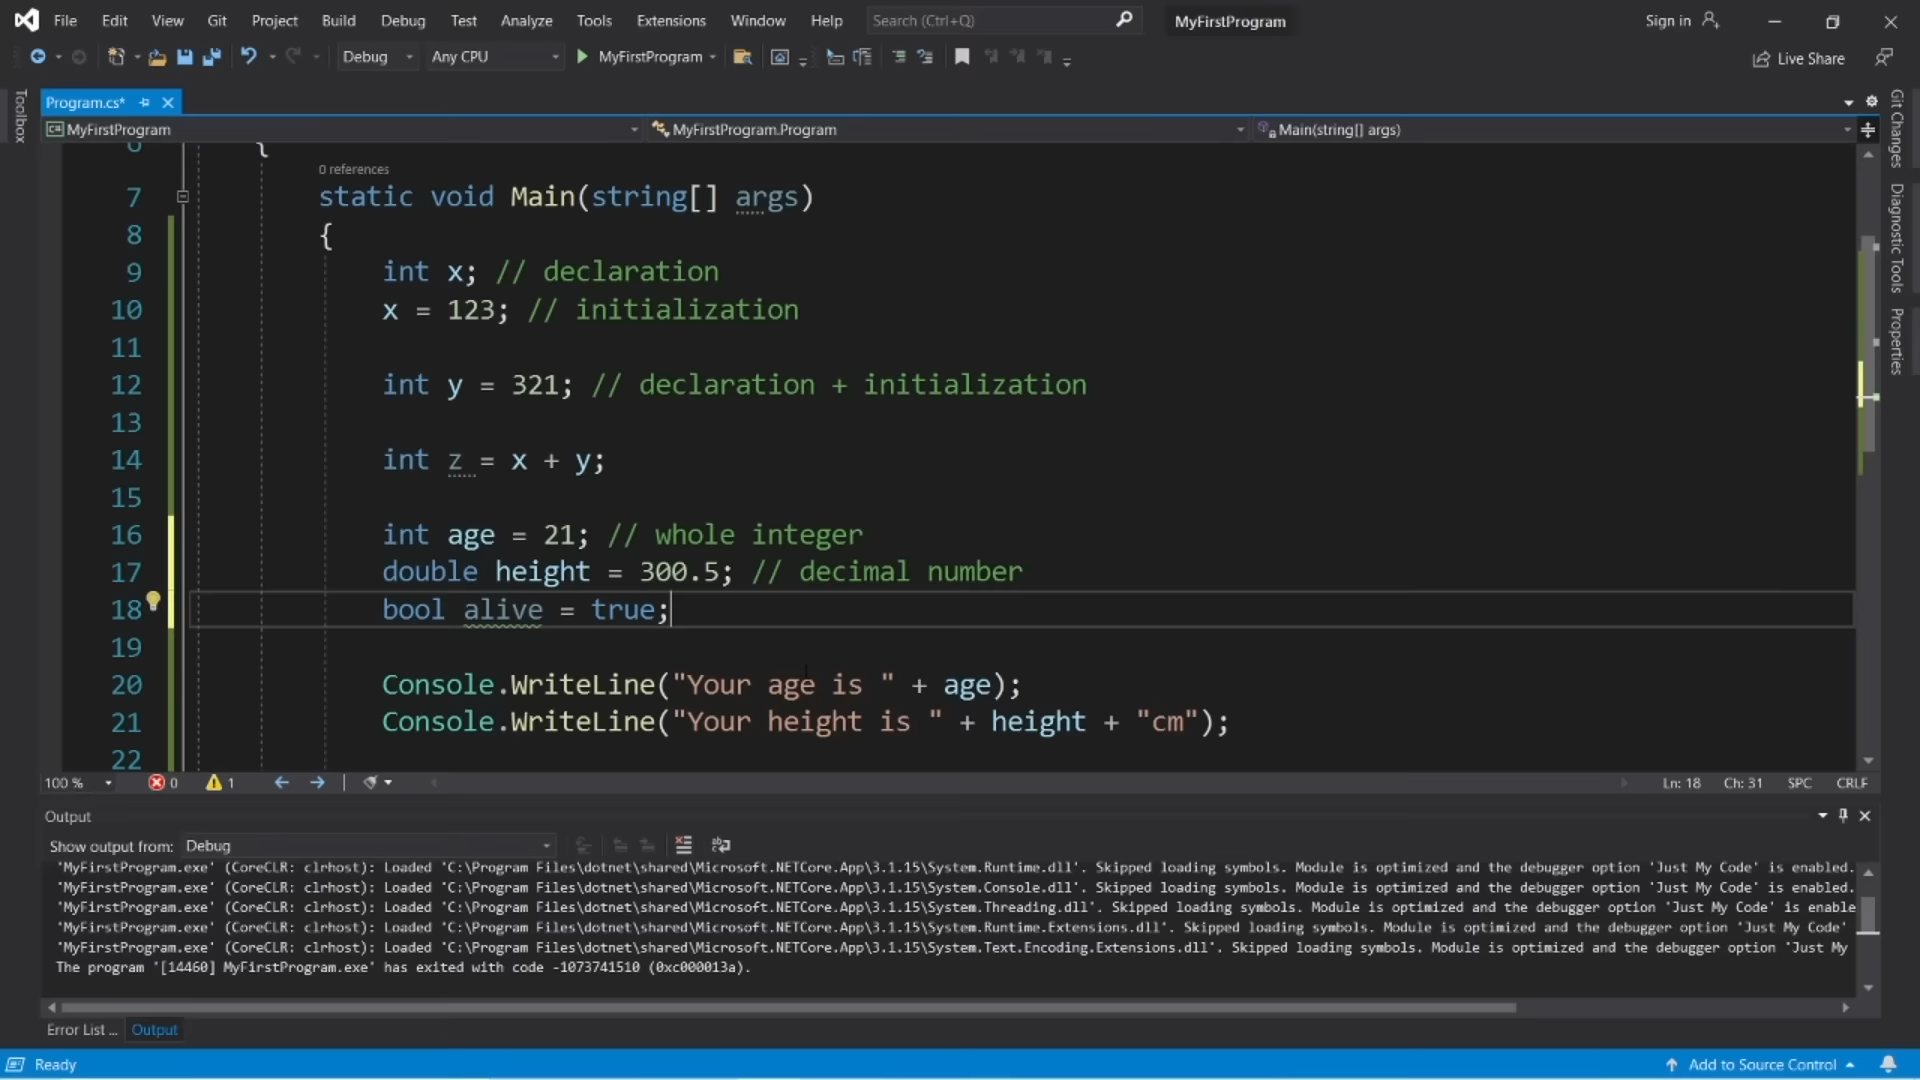 File Edit View Git Project Build Debug Test Analyze Tools Extensions Window Help Search (Ctrl+Q) MyFirstProgram Sign in
Debug Any CPU MyFirstProgram Live Share
Toolbox
Program.cs*
MyFirstProgram MyFirstProgram.Program Main(string[] args)
6 {
0 references
7 static void Main(string[] args)
8 {
9 int x; // declaration
10 x = 123; // initialization
11
12 int y = 321; // declaration + initialization
13
14 int z = x + y;
15
16 int age = 21; // whole integer
17 double height = 300.5; // decimal number
18 bool alive = true;
19
20 Console.WriteLine("Your age is " + age);
21 Console.WriteLine("Your height is " + height + "cm");
22
Git Changes
Diagnostic Tools
Properties
100 % 0 1 Ln: 18 Ch: 31 SPC CRLF
Output
Show output from: Debug
'MyFirstProgram.exe' (CoreCLR: clrhost): Loaded 'C:\Program Files\dotnet\shared\Microsoft.NETCore.App\3.1.15\System.Runtime.dll'. Skipped loading symbols. Module is optimized and the debugger option 'Just My Code' is enabled.
'MyFirstProgram.exe' (CoreCLR: clrhost): Loaded 'C:\Program Files\dotnet\shared\Microsoft.NETCore.App\3.1.15\System.Console.dll'. Skipped loading symbols. Module is optimized and the debugger option 'Just My Code' is enabled.
'MyFirstProgram.exe' (CoreCLR: clrhost): Loaded 'C:\Program Files\dotnet\shared\Microsoft.NETCore.App\3.1.15\System.Threading.dll'. Skipped loading symbols. Module is optimized and the debugger option 'Just My Code' is enable
'MyFirstProgram.exe' (CoreCLR: clrhost): Loaded 'C:\Program Files\dotnet\shared\Microsoft.NETCore.App\3.1.15\System.Runtime.Extensions.dll'. Skipped loading symbols. Module is optimized and the debugger option 'Just My Code'
'MyFirstProgram.exe' (CoreCLR: clrhost): Loaded 'C:\Program Files\dotnet\shared\Microsoft.NETCore.App\3.1.15\System.Text.Encoding.Extensions.dll'. Skipped loading symbols. Module is optimized and the debugger option 'Just My
The program '[14460] MyFirstProgram.exe' has exited with code -1073741510 (0xc000013a).
Error List ... Output
Ready Add to Source Control